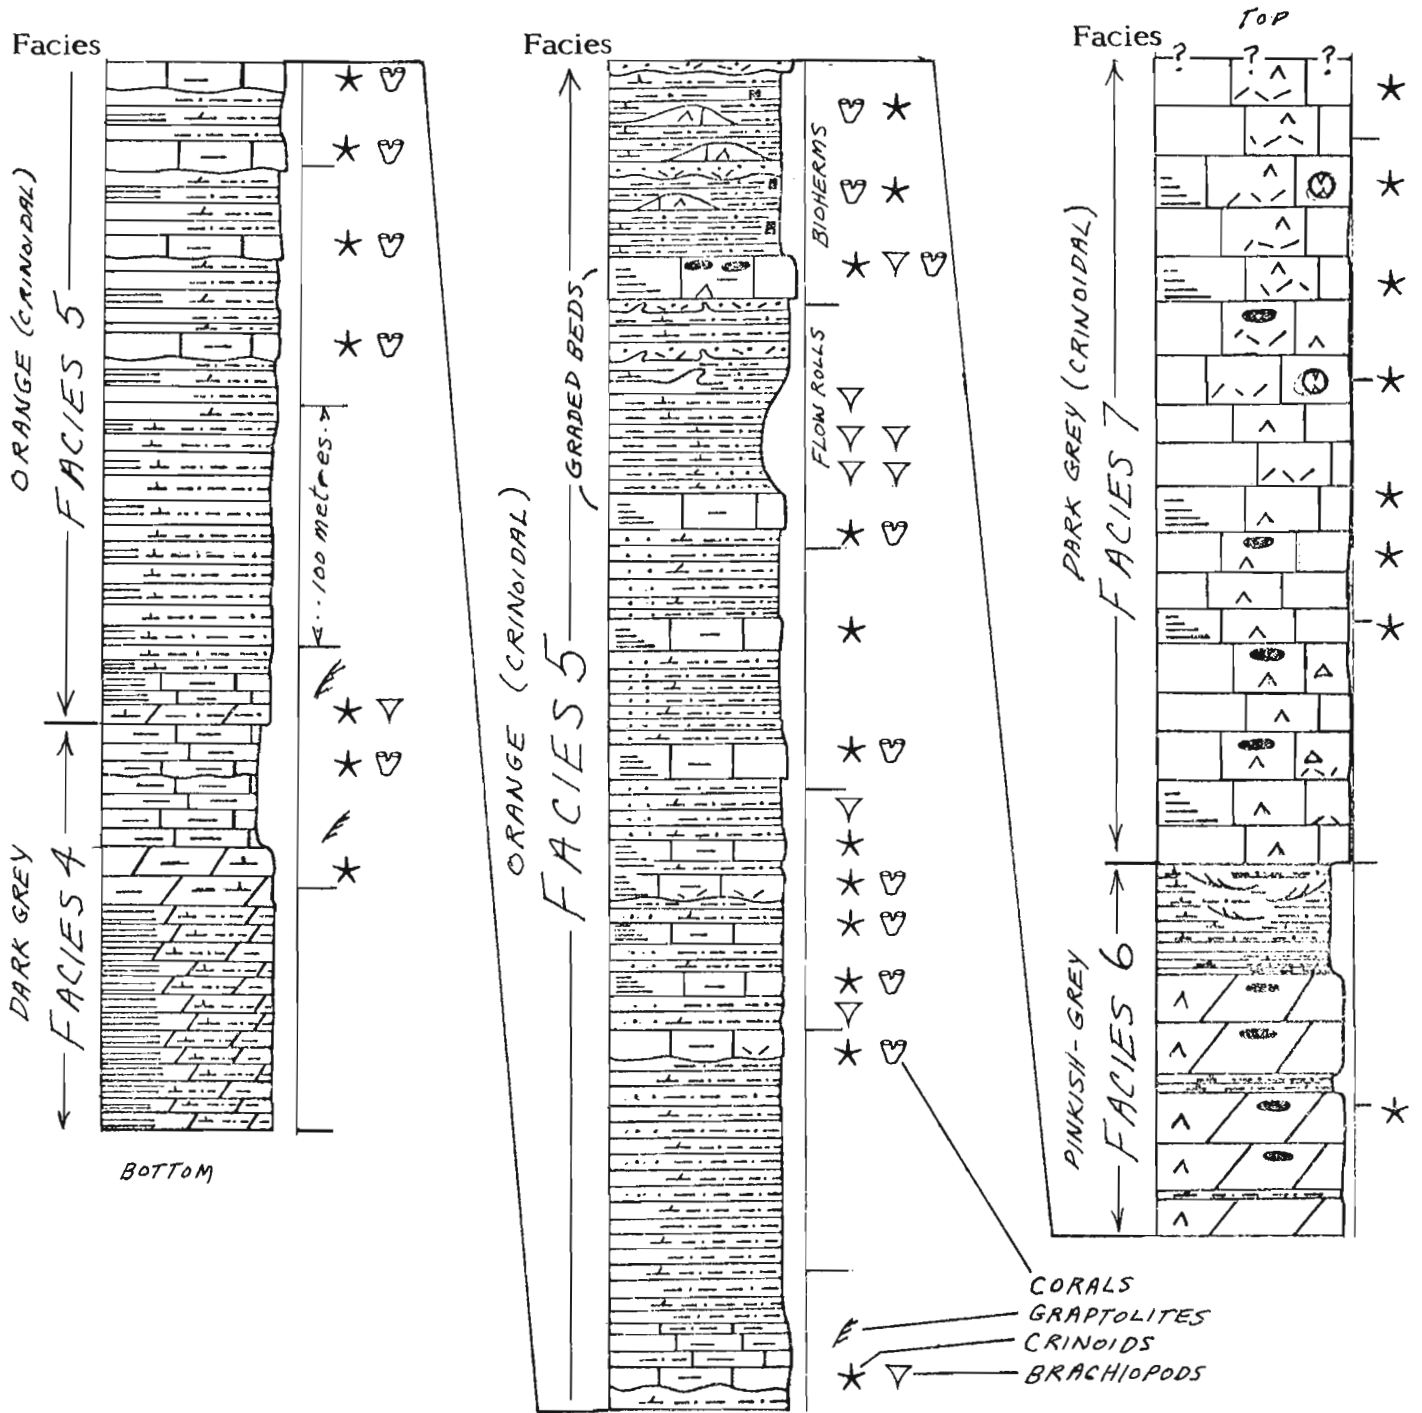 Facies
ORANGE (CRINOIDAL)
FACIES 5
100 metres
DARK GREY
FACIES 4
BOTTOM
Facies
ORANGE (CRINOIDAL)
FACIES 5
(GRADED BEDS)
BIOHERMS
FLOW ROLLS
CORALS
GRAPTOLITES
CRINOIDS
BRACHIOPODS
TOP
Facies
? ? ?
DARK GREY (CRINOIDAL)
FACIES 7
PINKISH-GREY
FACIES 6